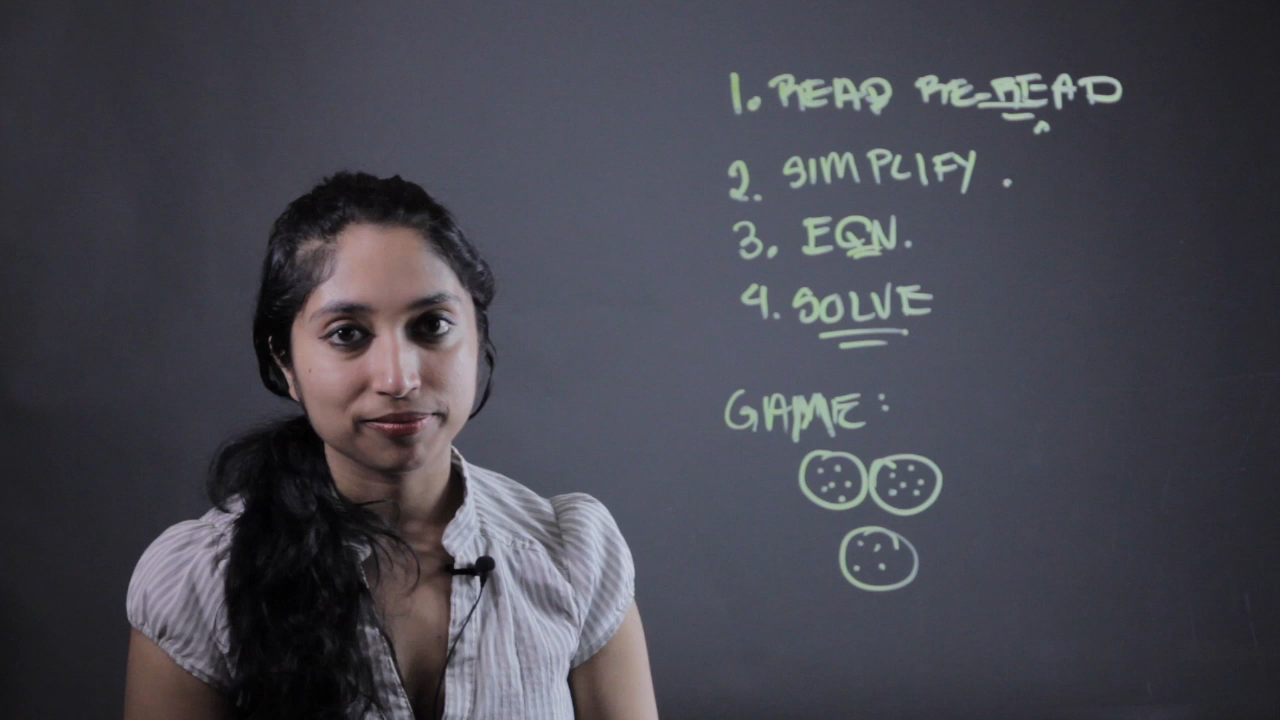 1. READ RE-READ
2. SIMPLIFY.
3. EQN.
4. SOLVE
GAME: